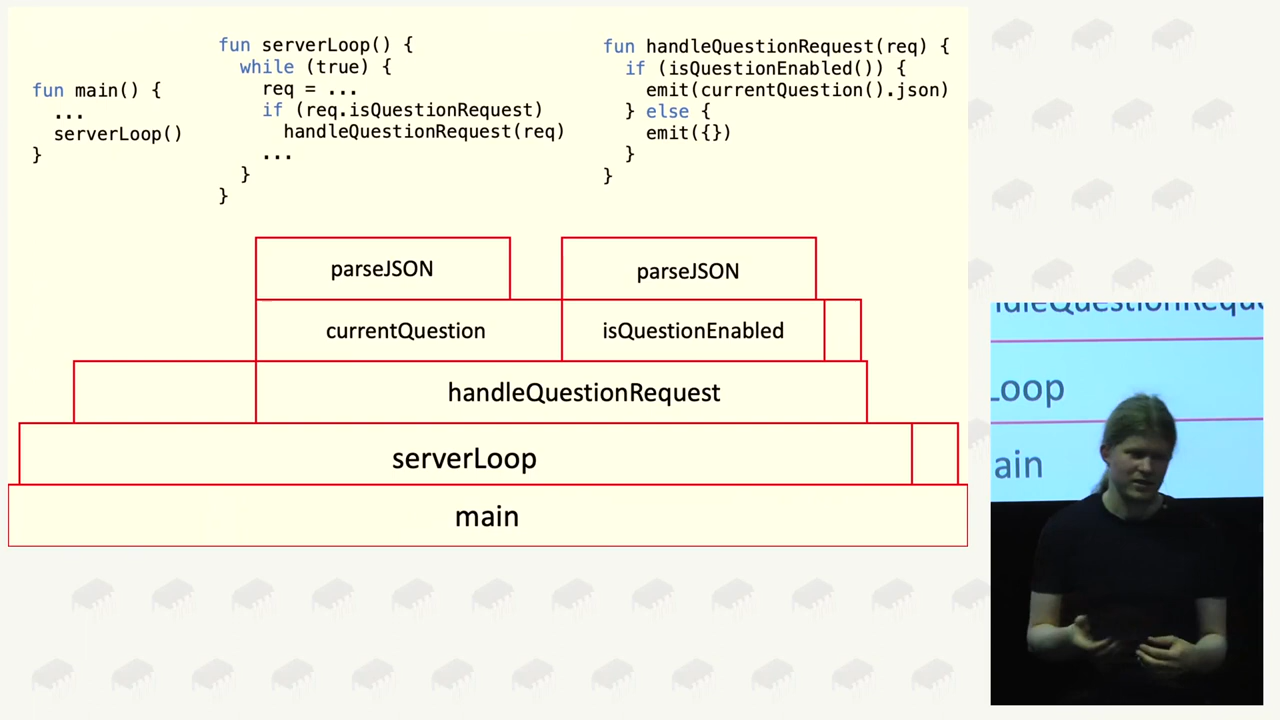 fun main() {
  ...
  serverLoop()
}
fun serverLoop() {
  while (true) {
    req = ...
    if (req.isQuestionRequest)
      handleQuestionRequest(req)
    ...
  }
}
fun handleQuestionRequest(req) {
  if (isQuestionEnabled()) {
    emit(currentQuestion().json)
  } else {
    emit({})
  }
}
parseJSON
parseJSON
currentQuestion
isQuestionEnabled
handleQuestionRequest
serverLoop
main
ndleQuestionReque
Loop
ain